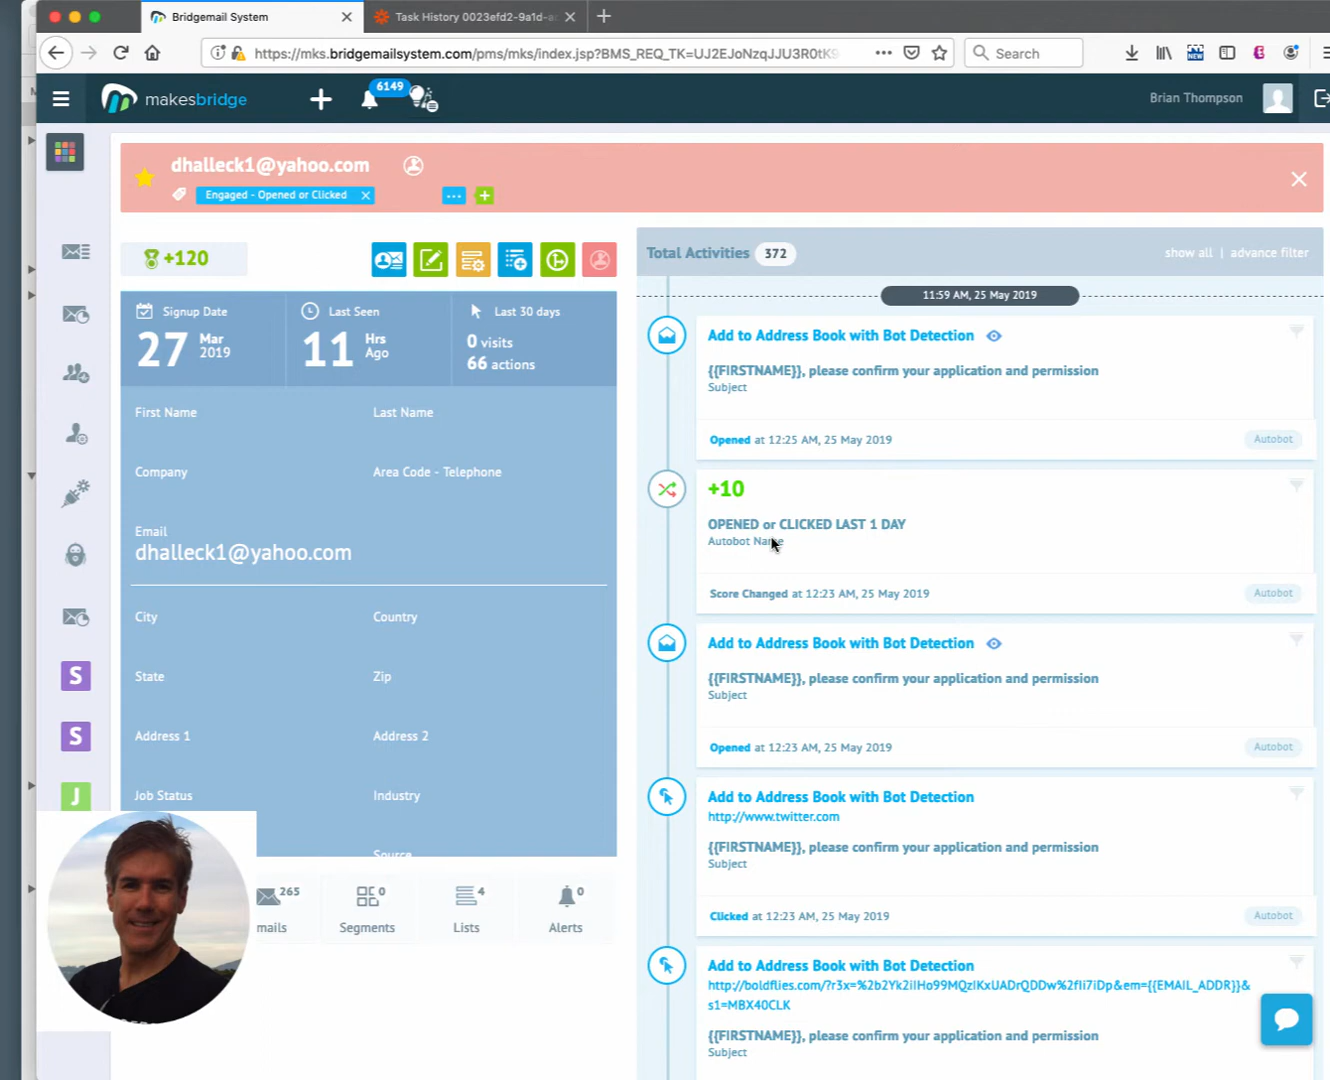 Bridgemail System
Task History 0023efd2-9a1d-a
https://mks.bridgemailsystem.com/pms/mks/index.jsp?BMS_REQ_TK=UJ2EJoNzqJJU3R0tK9
Search
NEW
makesbridge
6149
Brian Thompson
dhalleck1@yahoo.com
Engaged - Opened or Clicked
+120
Signup Date
27 Mar 2019
Last Seen
11 Hrs Ago
Last 30 days
0 visits
66 actions
First Name
Last Name
Company
Area Code - Telephone
Email
dhalleck1@yahoo.com
City
Country
State
Zip
Address 1
Address 2
Job Status
Industry
Source
S
S
J
265
mails
0
Segments
4
Lists
0
Alerts
Total Activities 372
show all | advance filter
11:59 AM, 25 May 2019
Add to Address Book with Bot Detection
{{FIRSTNAME}}, please confirm your application and permission
Subject
Opened at 12:25 AM, 25 May 2019
Autobot
+10
OPENED or CLICKED LAST 1 DAY
Autobot Name
Score Changed at 12:23 AM, 25 May 2019
Autobot
Add to Address Book with Bot Detection
{{FIRSTNAME}}, please confirm your application and permission
Subject
Opened at 12:23 AM, 25 May 2019
Autobot
Add to Address Book with Bot Detection
http://www.twitter.com
{{FIRSTNAME}}, please confirm your application and permission
Subject
Clicked at 12:23 AM, 25 May 2019
Autobot
Add to Address Book with Bot Detection
http://boldflies.com/?r3x=%2b2Yk2iIHo99MQzIKxUADrQDDw%2fIi7iDp&em={{EMAIL_ADDR}}&
s1=MBX40CLK
{{FIRSTNAME}}, please confirm your application and permission
Subject